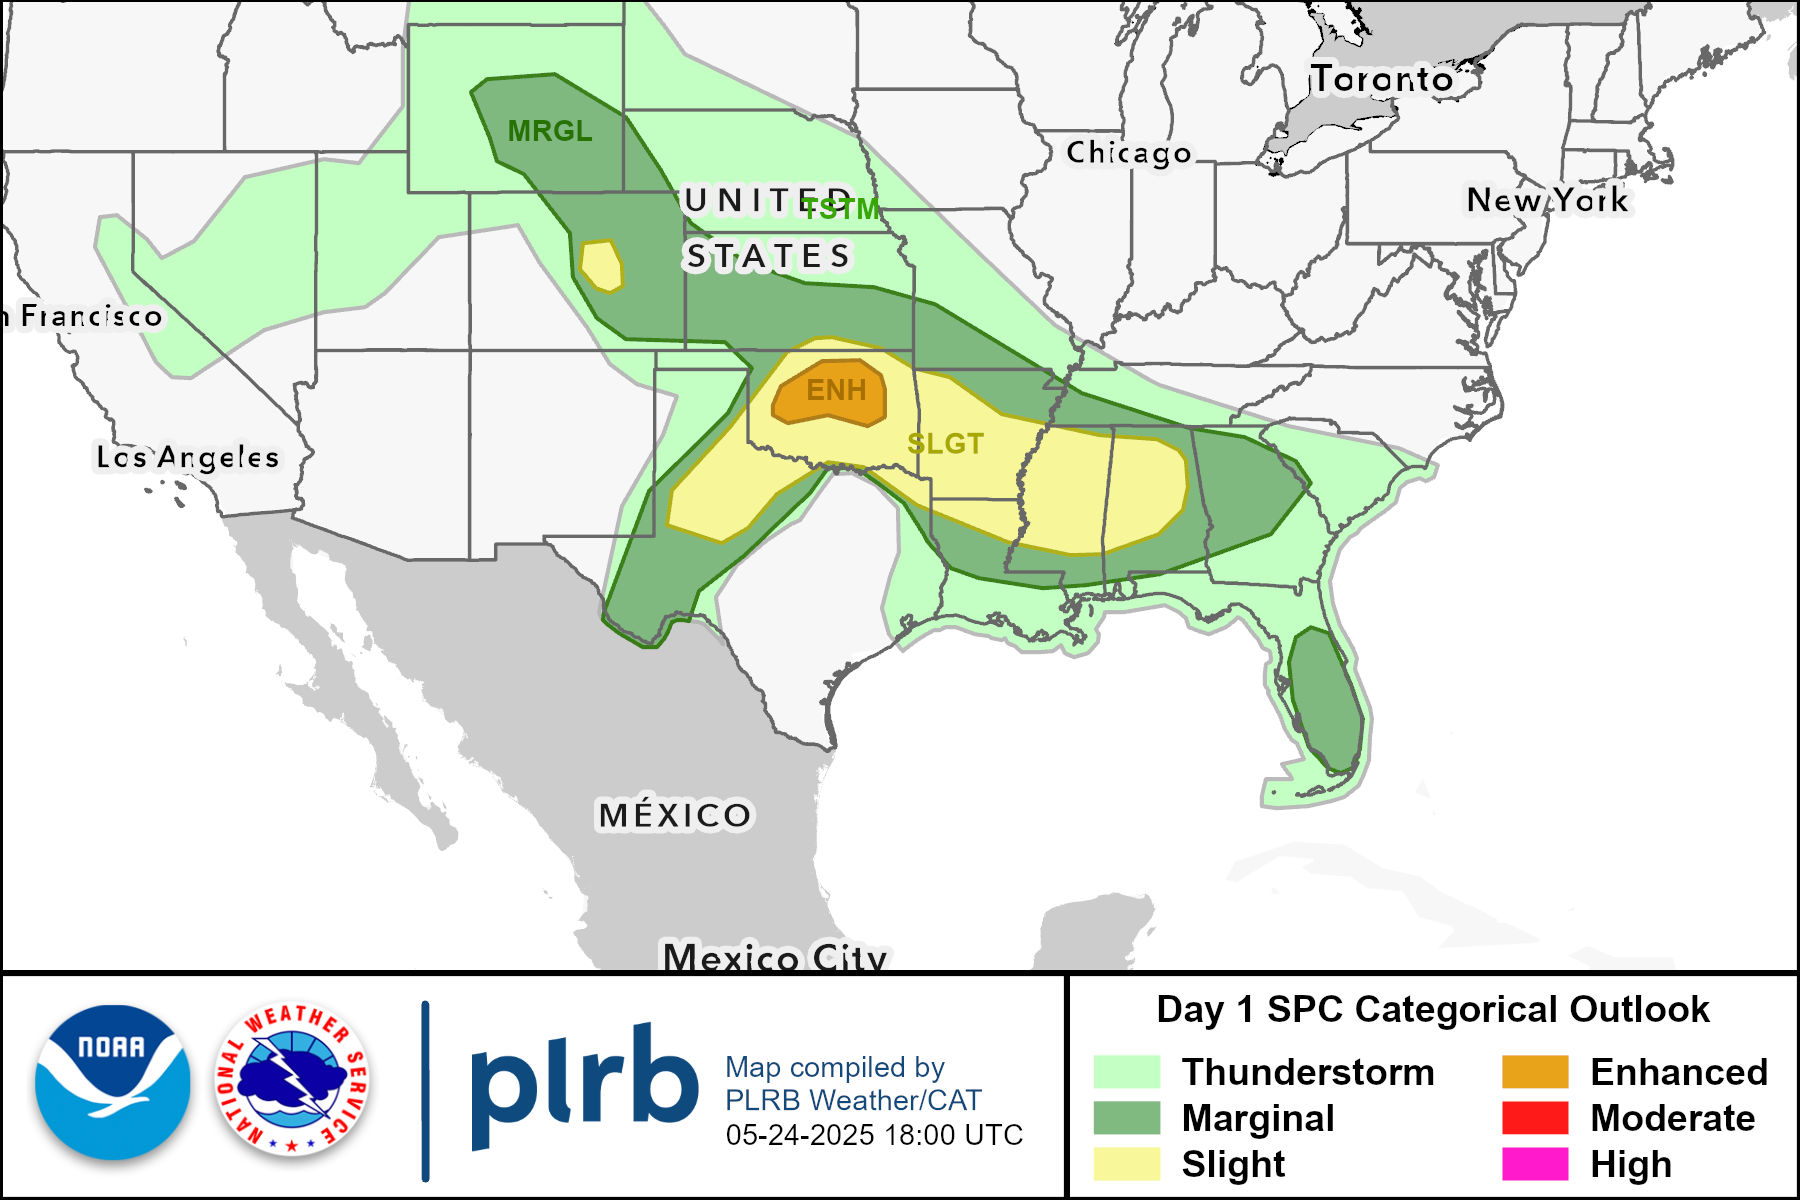 Toronto
MRGL
Chicago
UNITED
TSTM
New York
STATES
n Francisco
ENH
SLGT
Los Angeles
MÉXICO
Mexico City
NOAA
NATIONAL WEATHER SERVICE
plrb
Map compiled by
PLRB Weather/CAT
05-24-2025 18:00 UTC
Day 1 SPC Categorical Outlook
Thunderstorm
Enhanced
Marginal
Moderate
Slight
High